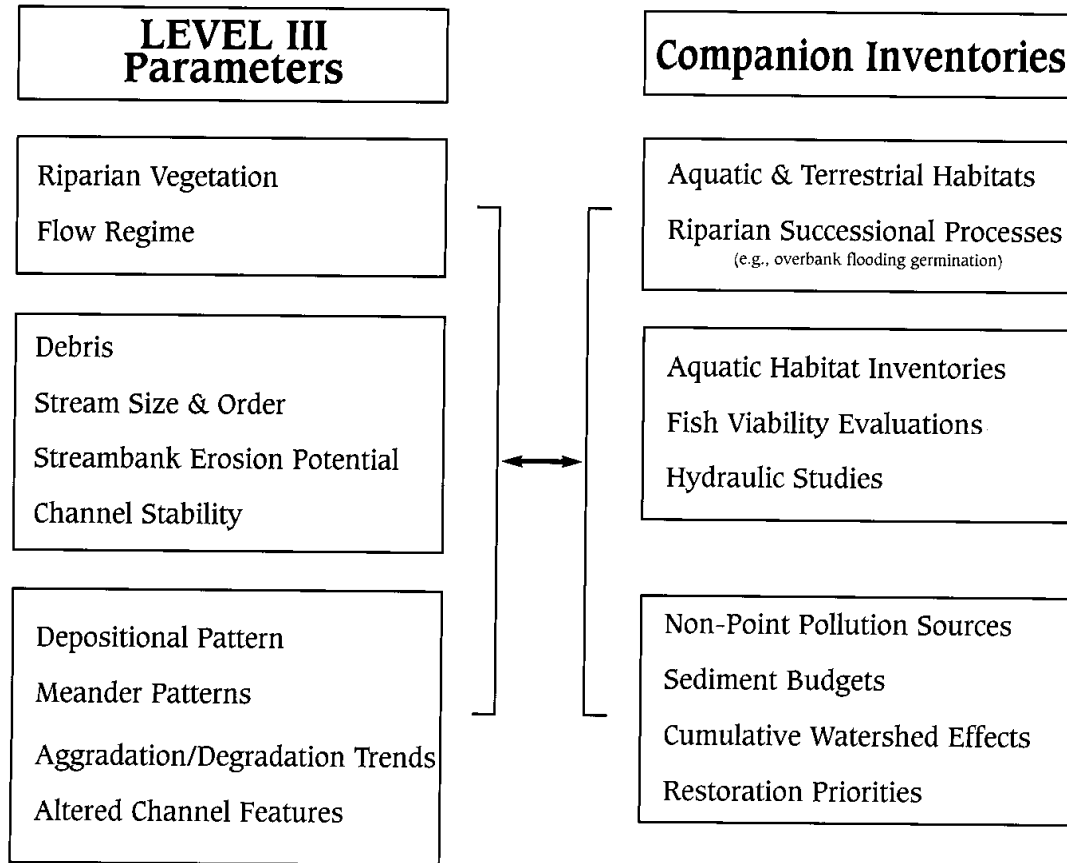 LEVEL III
Parameters
Riparian Vegetation
Flow Regime
Debris
Stream Size & Order
Streambank Erosion Potential
Channel Stability
Depositional Pattern
Meander Patterns
Aggradation/Degradation Trends
Altered Channel Features
Companion Inventories
Aquatic & Terrestrial Habitats
Riparian Successional Processes
(e.g., overbank flooding germination)
Aquatic Habitat Inventories
Fish Viability Evaluations
Hydraulic Studies
Non-Point Pollution Sources
Sediment Budgets
Cumulative Watershed Effects
Restoration Priorities